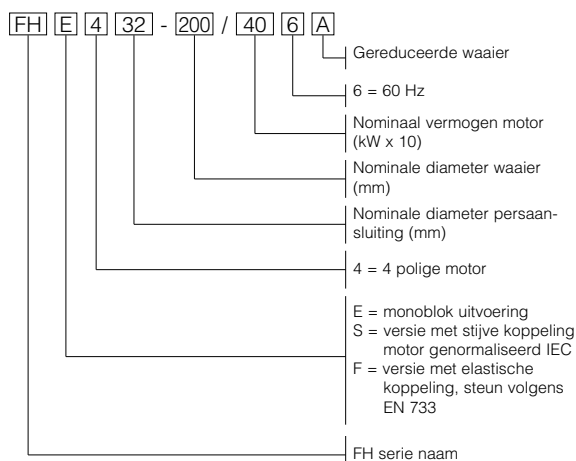 FH E 4 32 - 200 / 40 6 A
Gereduceerde waaier
6 = 60 Hz
Nominaal vermogen motor
(kW x 10)
Nominale diameter waaier
(mm)
Nominale diameter persaan-
sluiting (mm)
4 = 4 polige motor
E = monoblok uitvoering
S = versie met stijve koppeling
motor genormaliseerd IEC
F = versie met elastische
koppeling, steun volgens
EN 733
FH serie naam